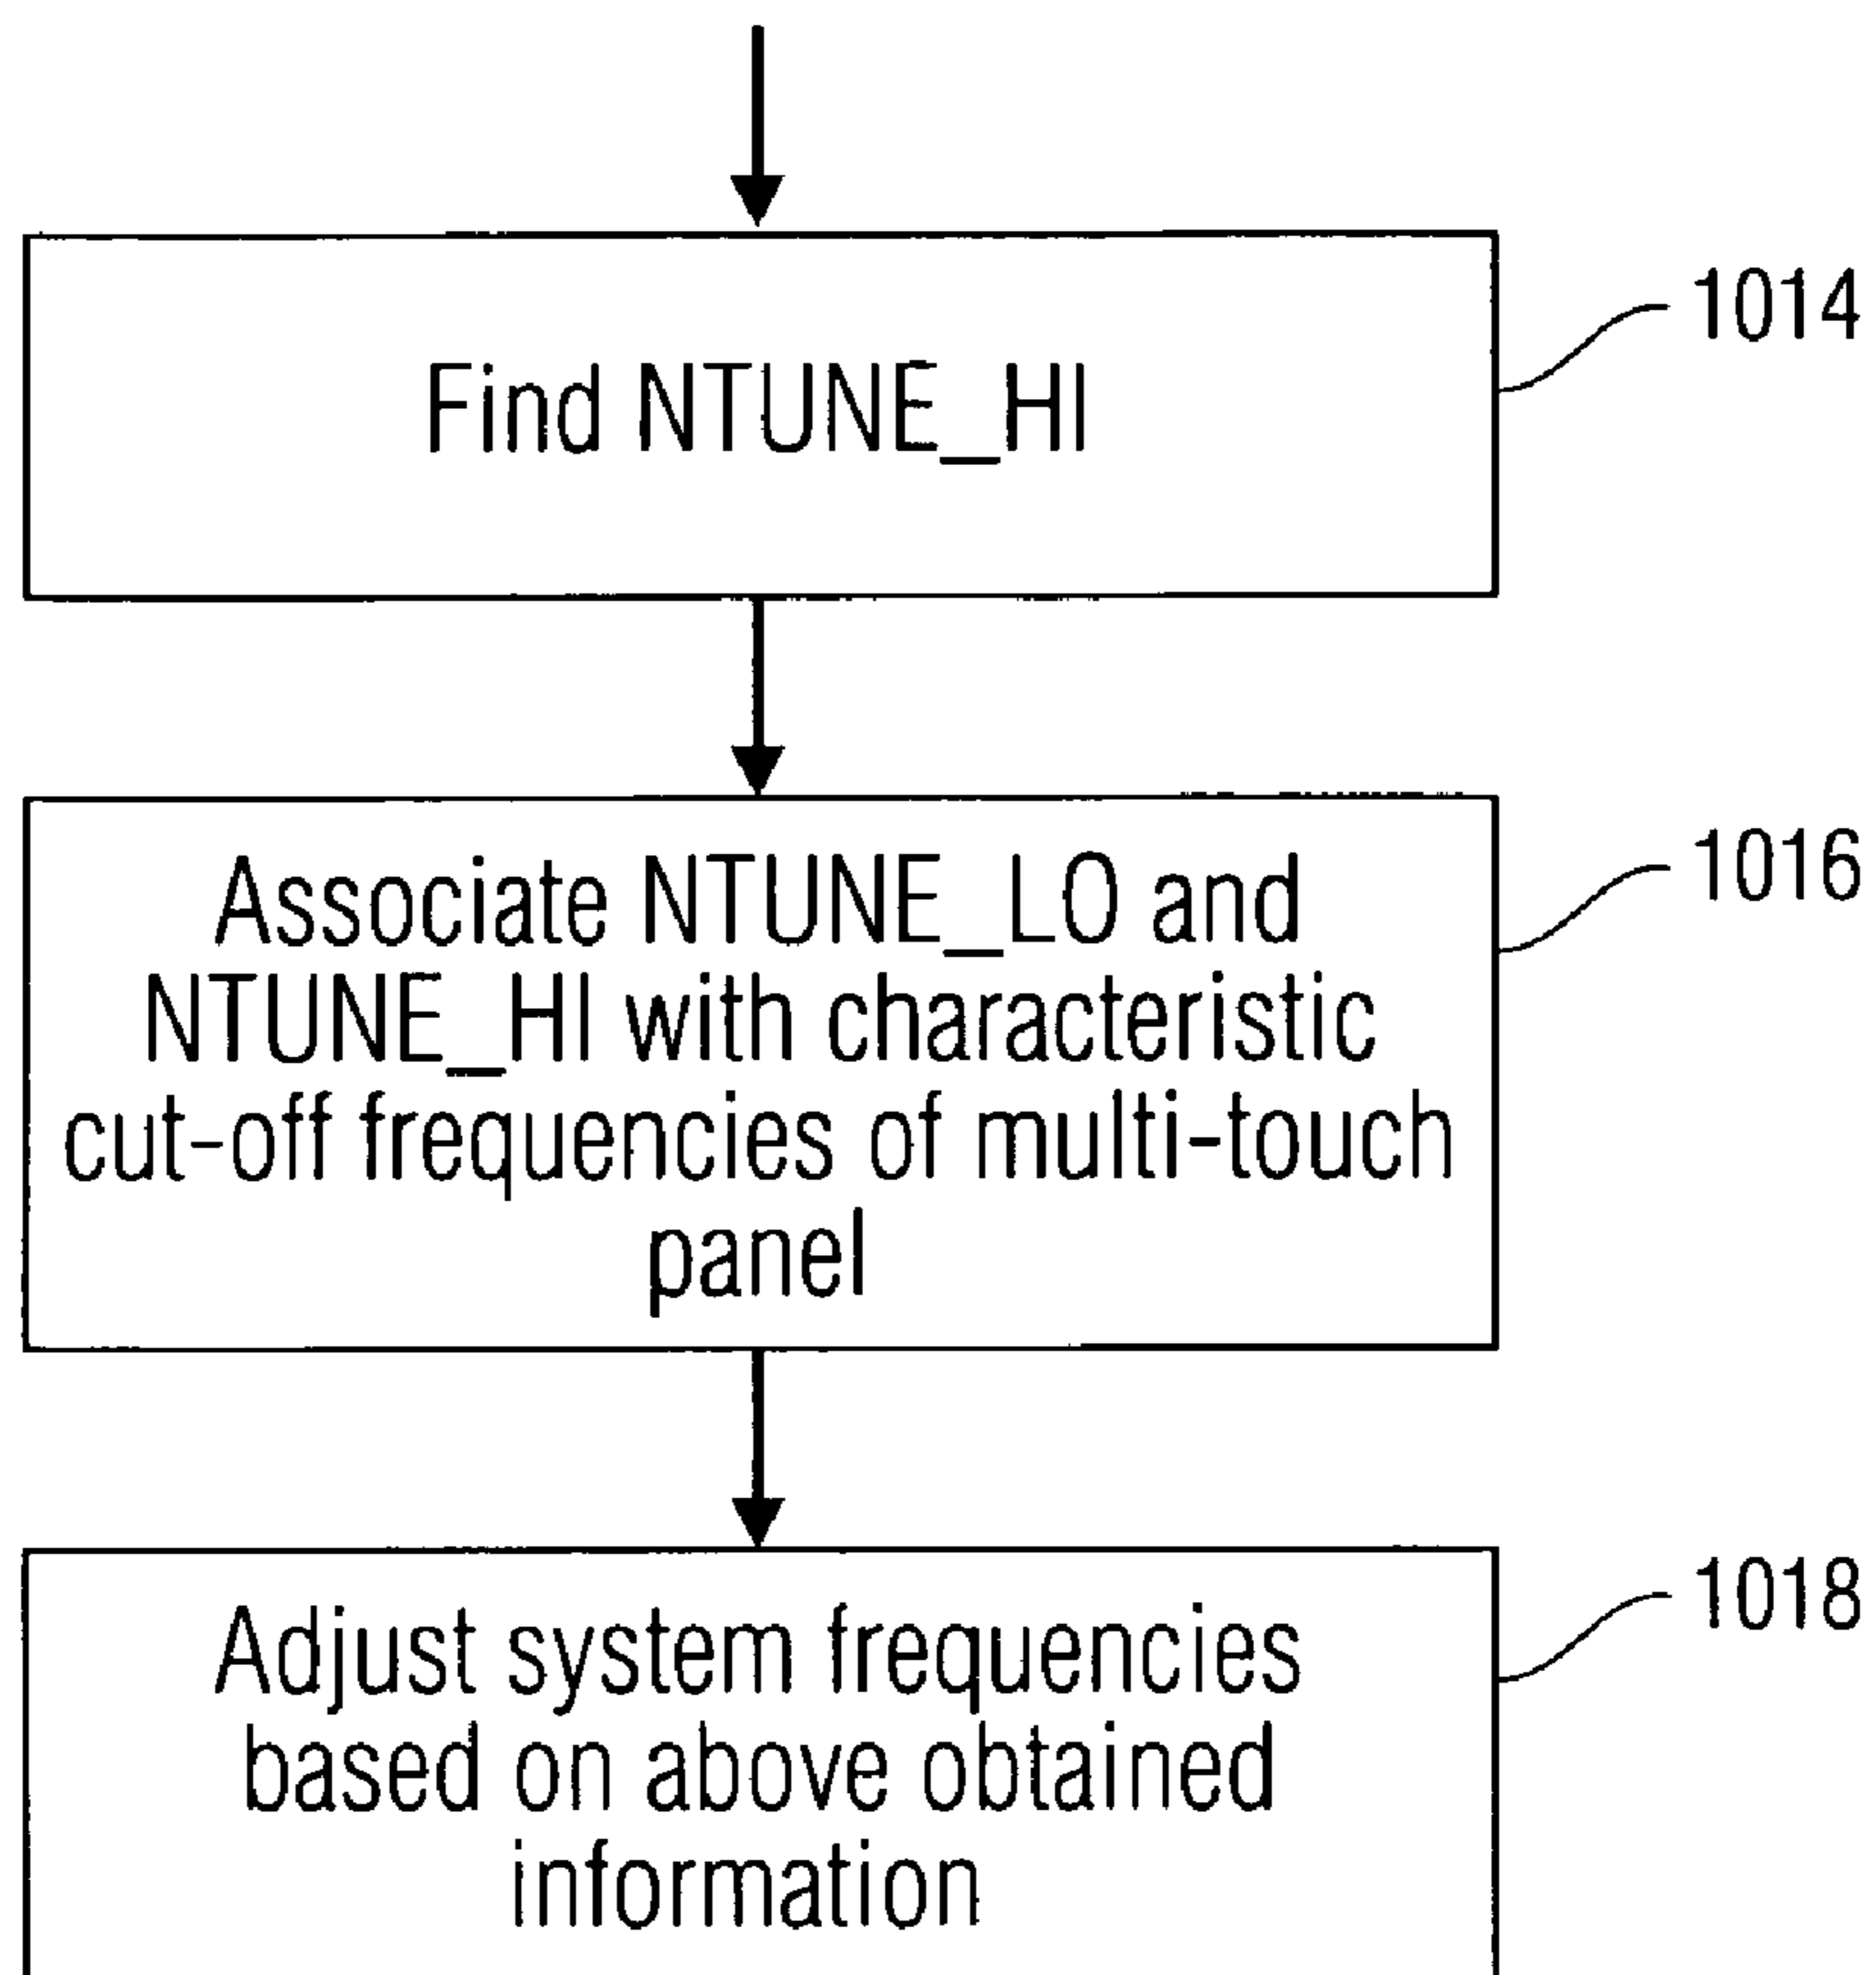 1014
Find NTUNE_HI
1016
Associate NTUNE_LO and
NTUNE_HI with characteristic
cut-off frequencies of multi-touch
panel
1018
Adjust system frequencies
based on above obtained
information